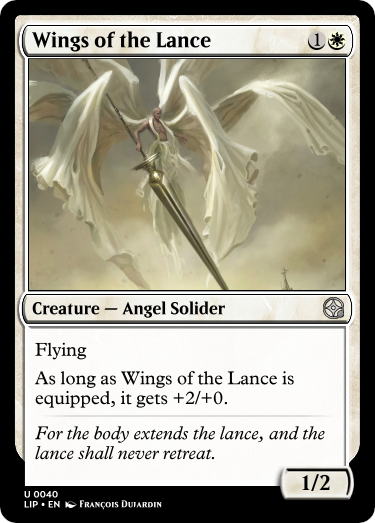 Wings of the Lance 1
Creature — Angel Solider
Flying
As long as Wings of the Lance is
equipped, it gets +2/+0.
For the body extends the lance, and the
lance shall never retreat.
1/2
U 0040
LIP • EN François Dujardin